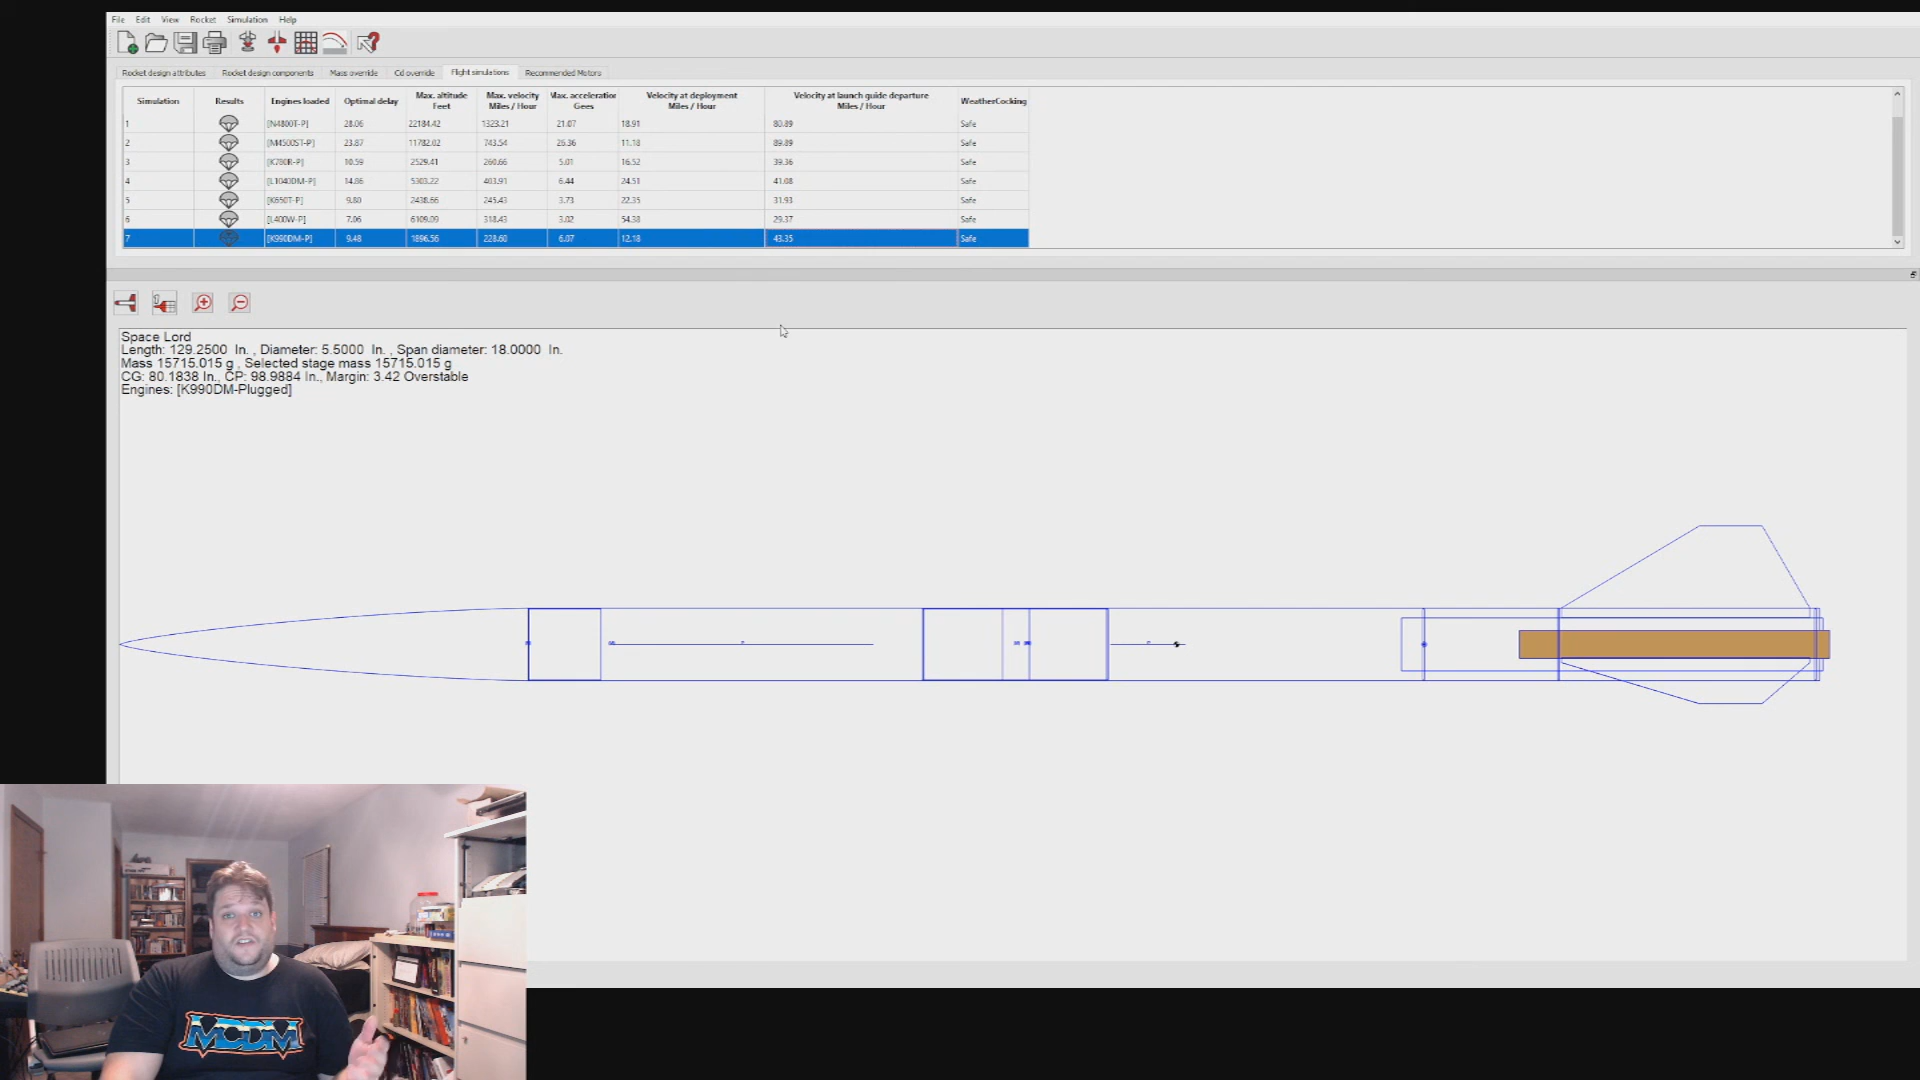 File Edit View Rocket Simulation Help
Rocket design attributes Rocket design components Mass override Cd override Flight simulations Recommended Motors
Simulation Results Engines loaded Optimal delay Max. altitude Feet Max. velocity Miles / Hour Max. acceleration Gees Velocity at deployment Miles / Hour Velocity at launch guide departure Miles / Hour WeatherCocking
1 [N4800T-P] 28.06 22184.42 1323.21 21.07 18.91 80.89 Safe
2 [M4500ST-P] 23.87 11782.02 743.54 26.36 11.18 89.89 Safe
3 [K780R-P] 10.59 2529.41 260.66 5.01 16.52 39.36 Safe
4 [L1040DM-P] 14.86 5303.22 403.91 6.44 24.51 41.08 Safe
5 [K650T-P] 9.80 2438.66 245.43 3.73 22.35 31.93 Safe
6 [L400W-P] 7.06 6109.09 318.43 3.02 54.38 29.37 Safe
7 [K990DM-P] 9.48 1896.56 228.60 6.07 12.18 43.35 Safe
Space Lord
Length: 129.2500 In. , Diameter: 5.5000 In. , Span diameter: 18.0000 In.
Mass 15715.015 g , Selected stage mass 15715.015 g
CG: 80.1838 In., CP: 98.9884 In., Margin: 3.42 Overstable
Engines: [K990DM-Plugged]
MCDM